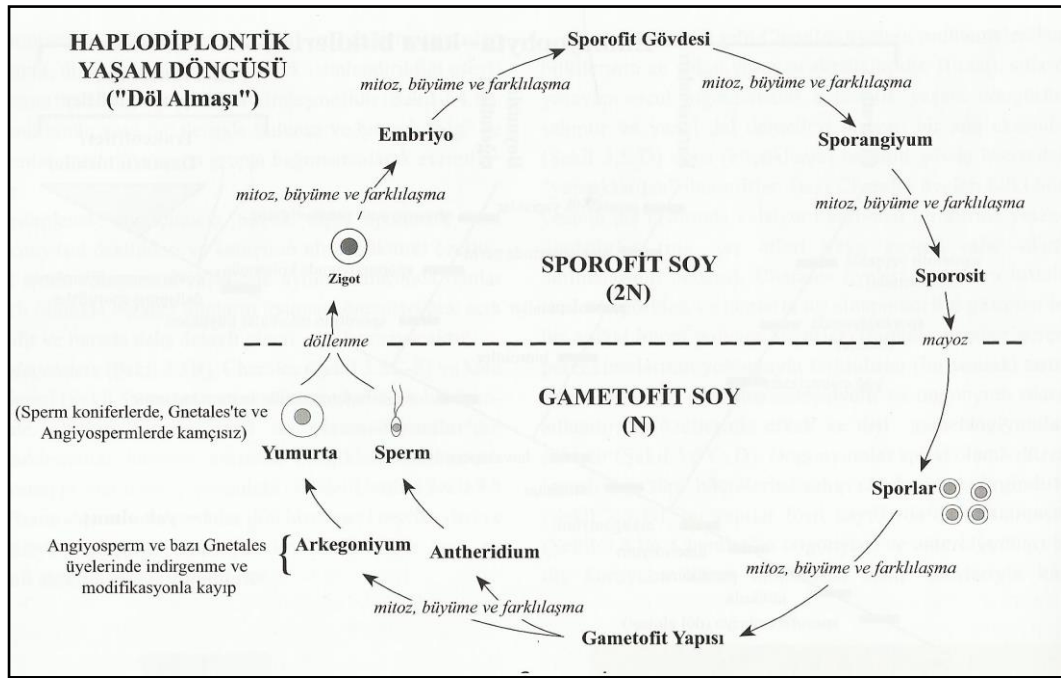 HAPLODİPLONTİK
YAŞAM DÖNGÜSÜ
("Döl Alması")
Sporofit Gövdesi
mitoz, büyüme ve farklılaşma
mitoz, büyüme ve farklılaşma
Embriyo
Sporangiyum
mitoz, büyüme ve farklılaşma
mitoz, büyüme ve farklılaşma
Zigot
SPOROFİT SOY
(2N)
Sporosit
döllenme
mayoz
GAMETOFİT SOY
(N)
(Sperm koniferlerde, Gnetales'te ve
Angiyospermlerde kamçısız)
Yumurta
Sperm
Sporlar
Angiyosperm ve bazı Gnetales
üyelerinde indirgenme ve
modifikasyonla kayıp
Arkegoniyum
Antheridium
mitoz, büyüme ve farklılaşma
mitoz, büyüme ve farklılaşma
Gametofit Yapısı